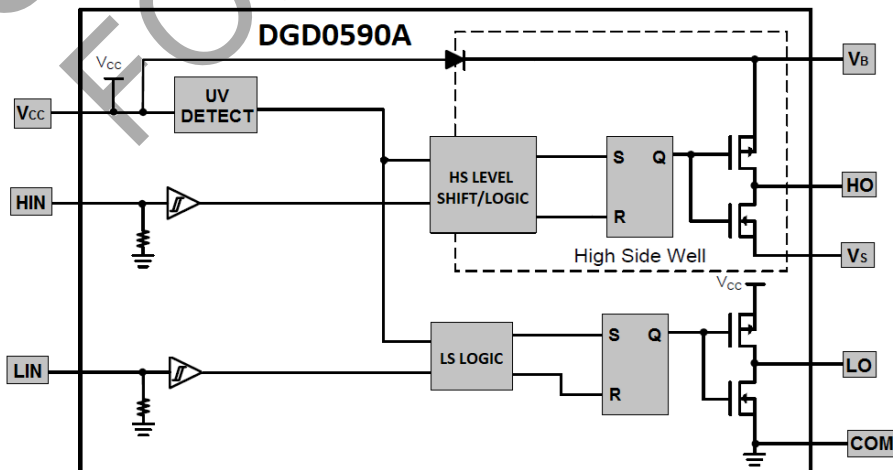 FO
DGD0590A
VCC
VB
UV
DETECT
VCC
HS LEVEL
SHIFT/LOGIC
S Q
R
HIN
HO
High Side Well
VS
VCC
LS LOGIC
S Q
R
LIN
LO
COM